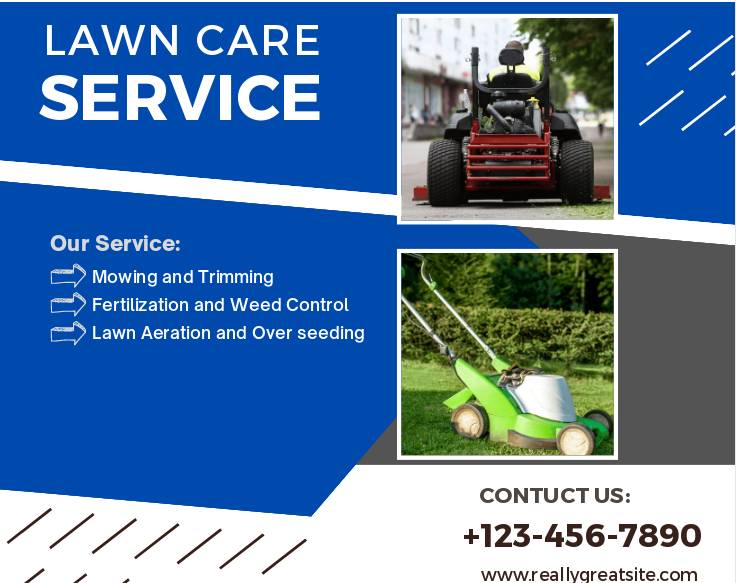 LAWN CARE
SERVICE
Our Service:
Mowing and Trimming
Fertilization and Weed Control
Lawn Aeration and Over seeding
CONTUCT US:
+123-456-7890
www.reallygreatsite.com